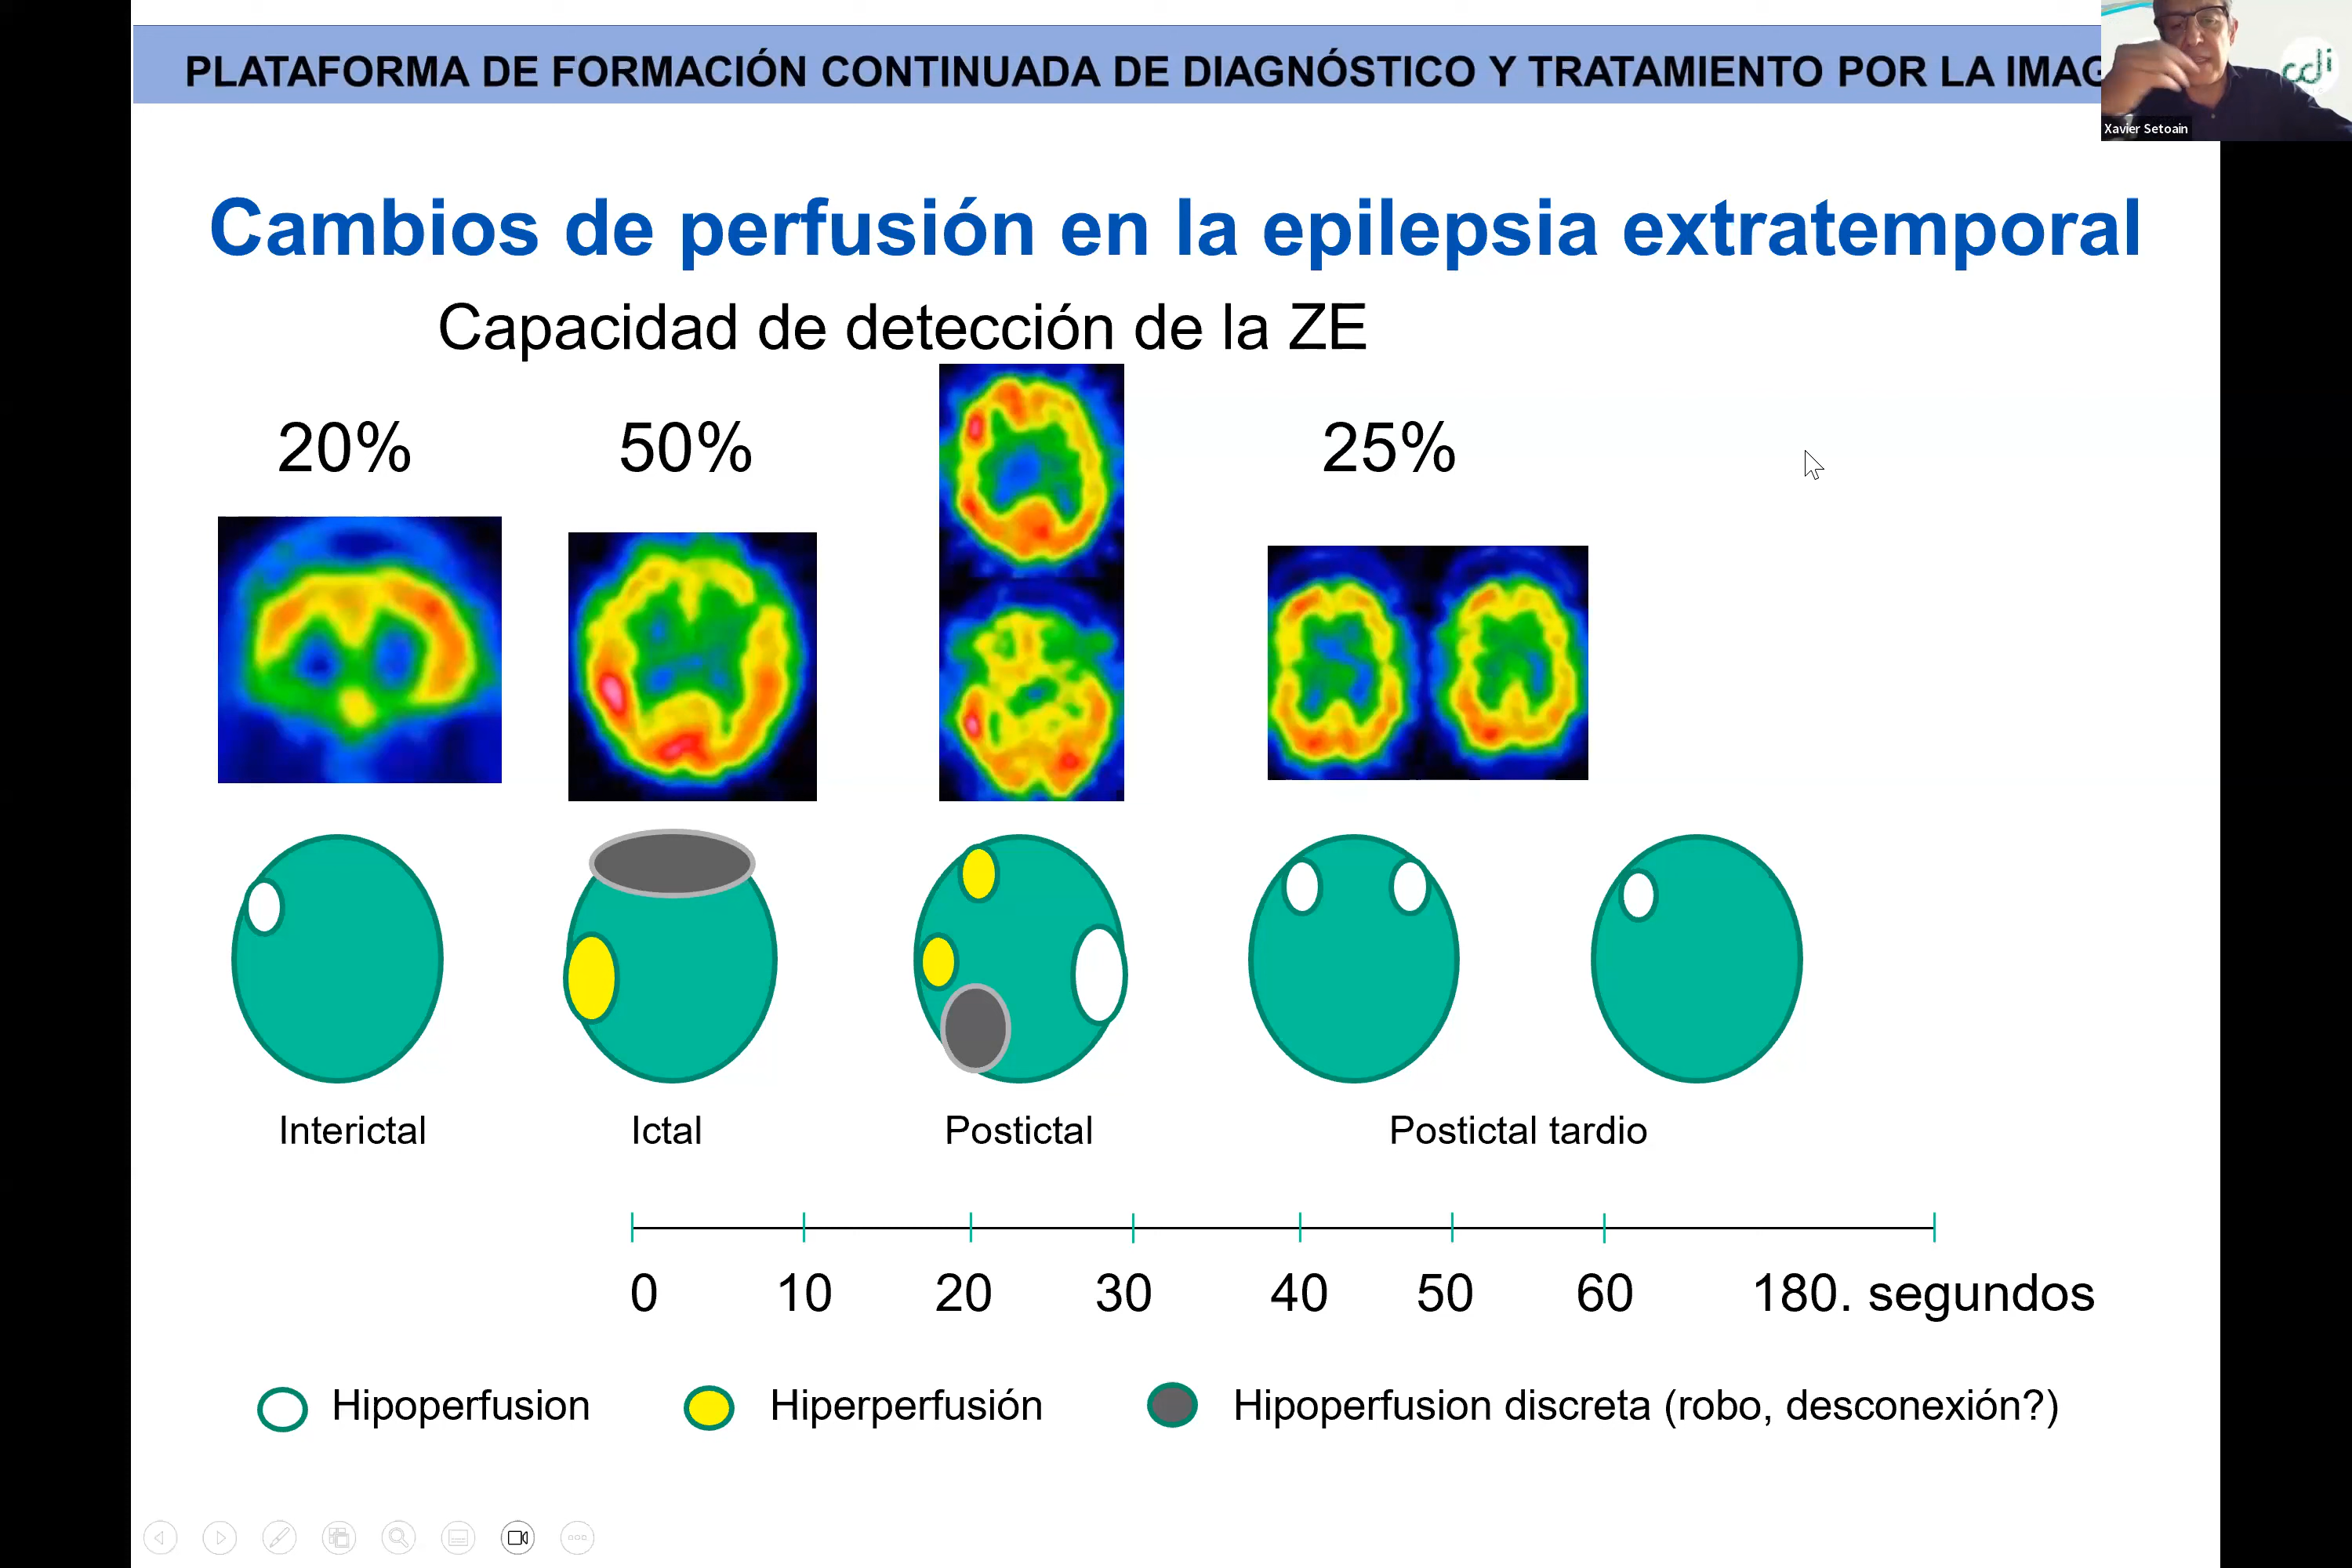 PLATAFORMA DE FORMACIÓN CONTINUADA DE DIAGNÓSTICO Y TRATAMIENTO POR LA IMAG
cdi
Xavier Setoain
Cambios de perfusión en la epilepsia extratemporal
Capacidad de detección de la ZE
20% 50% 25%
Interictal Ictal Postictal Postictal tardio
0 10 20 30 40 50 60 180. segundos
Hipoperfusion Hiperperfusión Hipoperfusion discreta (robo, desconexión?)